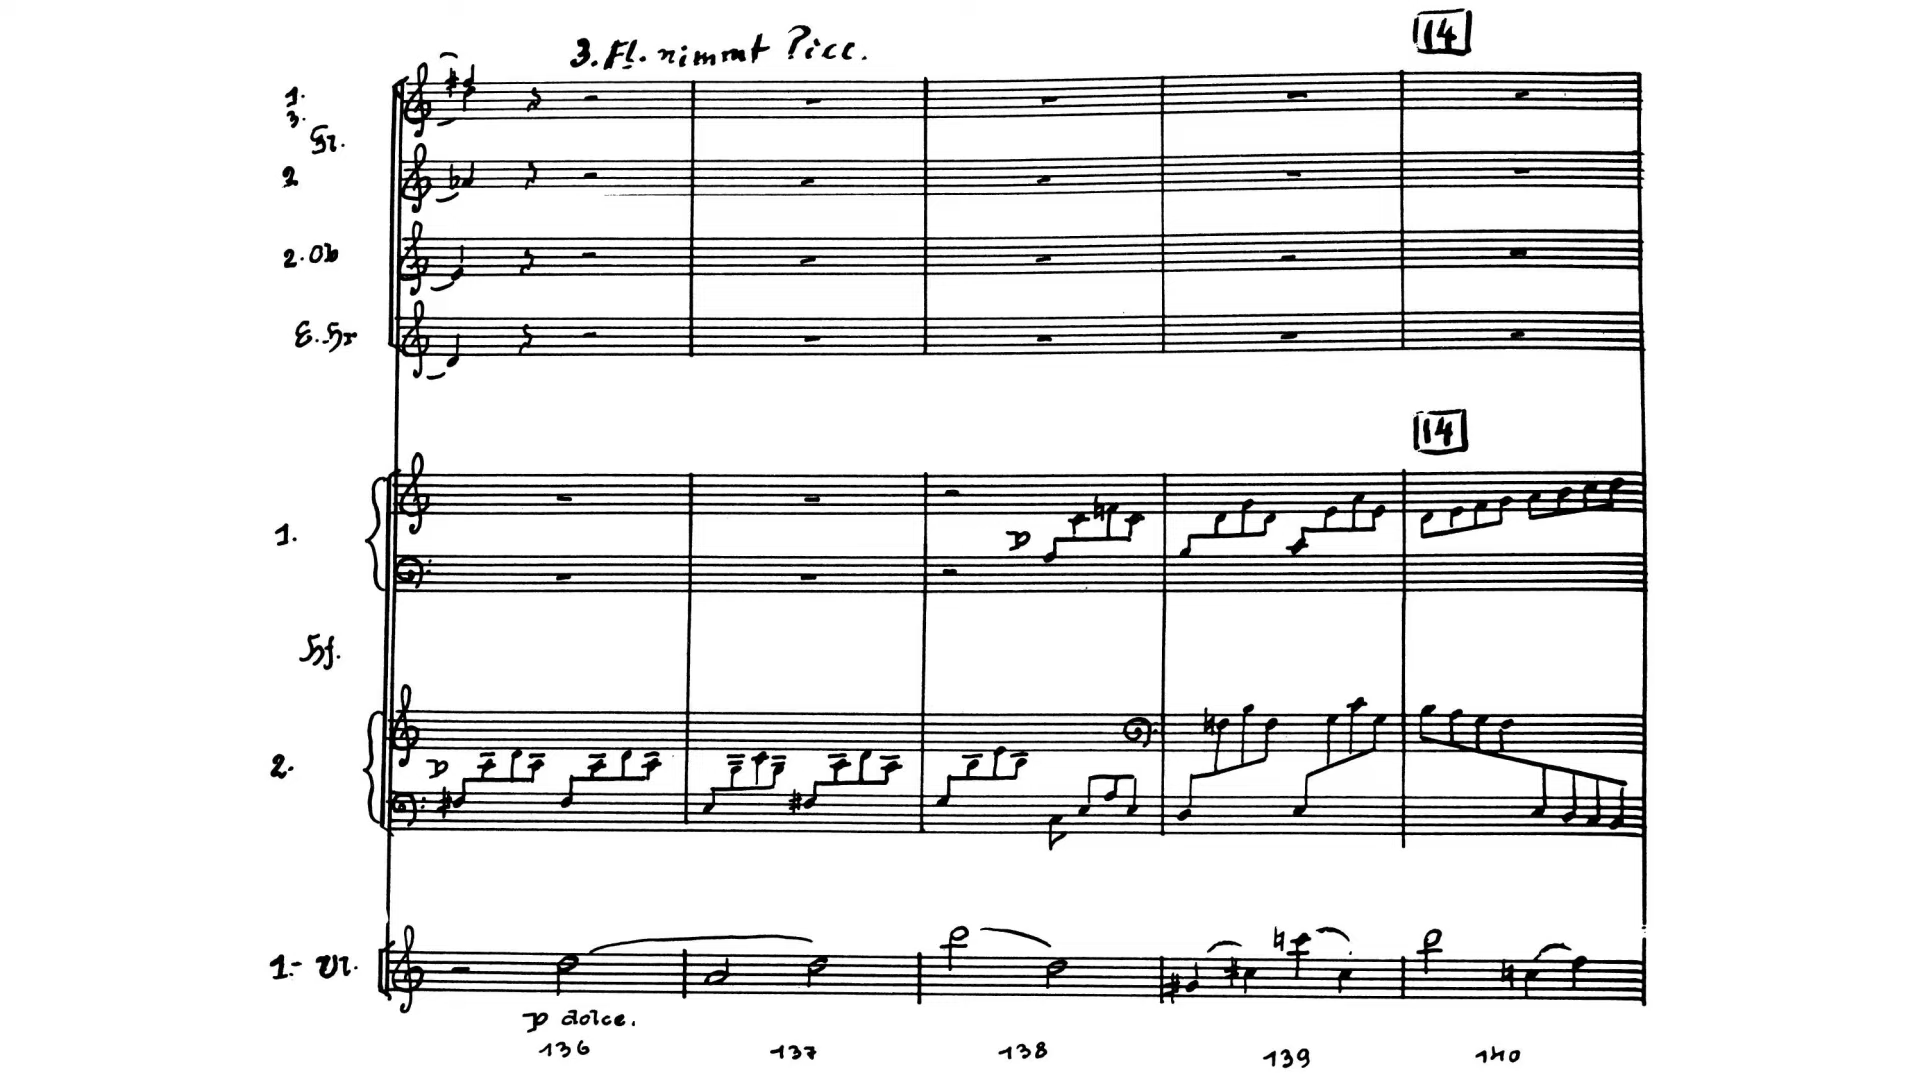 14
3. Fl. nimmt Picc.
1.
3.
Fl.
2
2. Ob
E. Hr
14
1.
p
Hf.
2.
p
1. Vl.
p dolce.
136 137 138 139 140